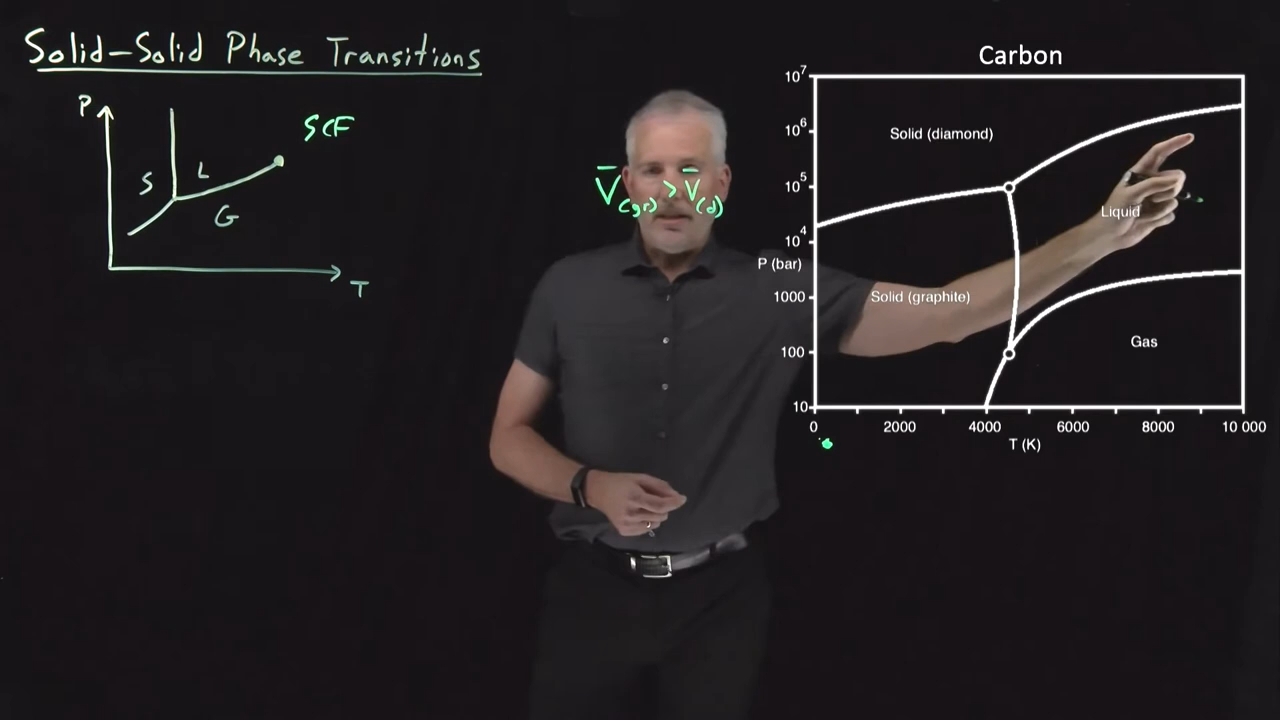 Solid-Solid Phase Transitions
P
S
L
G
SCF
T
V̅(gr) > V̅(d)
Carbon
10⁷
10⁶
10⁵
10⁴
1000
100
10
P (bar)
Solid (diamond)
Liquid
Solid (graphite)
Gas
0 2000 4000 6000 8000 10 000
T (K)